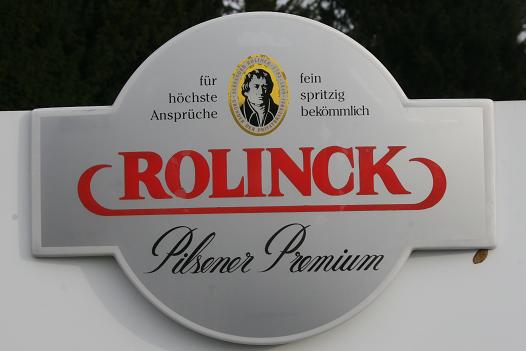 für
höchste
Ansprüche
fein
spritzig
bekömmlich
ROLINCK
Pilsener Premium